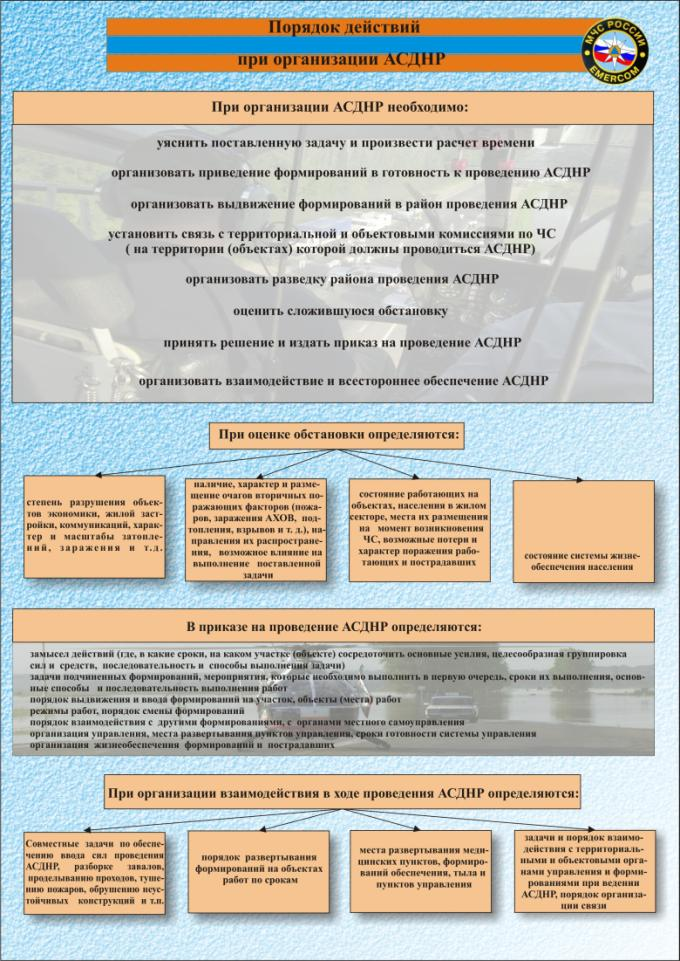 Порядок действий
при организации АСДНР
МЧС РОССИИ
EMERCOM
При организации АСДНР необходимо:
уяснить поставленную задачу и произвести расчет времени
организовать приведение формирований в готовность к проведению АСДНР
организовать выдвижение формирований в район проведения АСДНР
установить связь с территориальной и объектовыми комиссиями по ЧС
( на территории (объектах) которой должны проводиться АСДНР)
организовать разведку района проведения АСДНР
оценить сложившуюся обстановку
принять решение и издать приказ на проведение АСДНР
организовать взаимодействие и всестороннее обеспечение АСДНР
При оценке обстановки определяются:
степень разрушения объек-
тов экономики, жилой заст-
ройки, коммуникаций, харак-
тер и масштабы затопле-
ний, заражения и т.д.
наличие, характер и разме-
щение очагов вторичных по-
ражающих факторов (пожа-
ров, заражения АХОВ, под-
топления, взрывов и т. д.), на-
правления их распростране-
ния, возможное влияние на
выполнение поставленной
задачи
состояние работающих на
объектах, населения в жилом
секторе, места их размещения
на момент возникновения
ЧС, возможные потери и
характер поражения рабо-
тающих и пострадавших
состояние системы жизне-
обеспечения населения
В приказе на проведение АСДНР определяются:
замысел действий (где, в какие сроки, на каком участке (объекте) сосредоточить основные усилия, целесообразная группировка
сил и средств, последовательность и способы выполнения задачи)
задачи подчиненных формирований, мероприятия, которые необходимо выполнить в первую очередь, сроки их выполнения, основ-
ные способы и последовательность выполнения работ
порядок выдвижения и ввода формирований на участок, объекты (места) работ
режимы работ, порядок смены формирований
порядок взаимодействия с другими формированиями, с органами местного самоуправления
организация управления, места развертывания пунктов управления, сроки готовности системы управления
организация жизнеобеспечения формирований и пострадавших
При организации взаимодействия в ходе проведения АСДНР определяются:
Совместные задачи по обеспе-
чению ввода сил проведения
АСДНР, разборке завалов,
проделыванию проходов, туше-
нию пожаров, обрушению неус-
тойчивых конструкций и т.п.
порядок развертывания
формирований на объектах
работ по срокам
места развертывания меди-
цинских пунктов, формиро-
ваний обеспечения, тыла и
пунктов управления
задачи и порядок взаимо-
действия с территориаль-
ными и объектовыми орга-
нами управления и форми-
рованиями при ведении
АСДНР, порядок организа-
ции связи